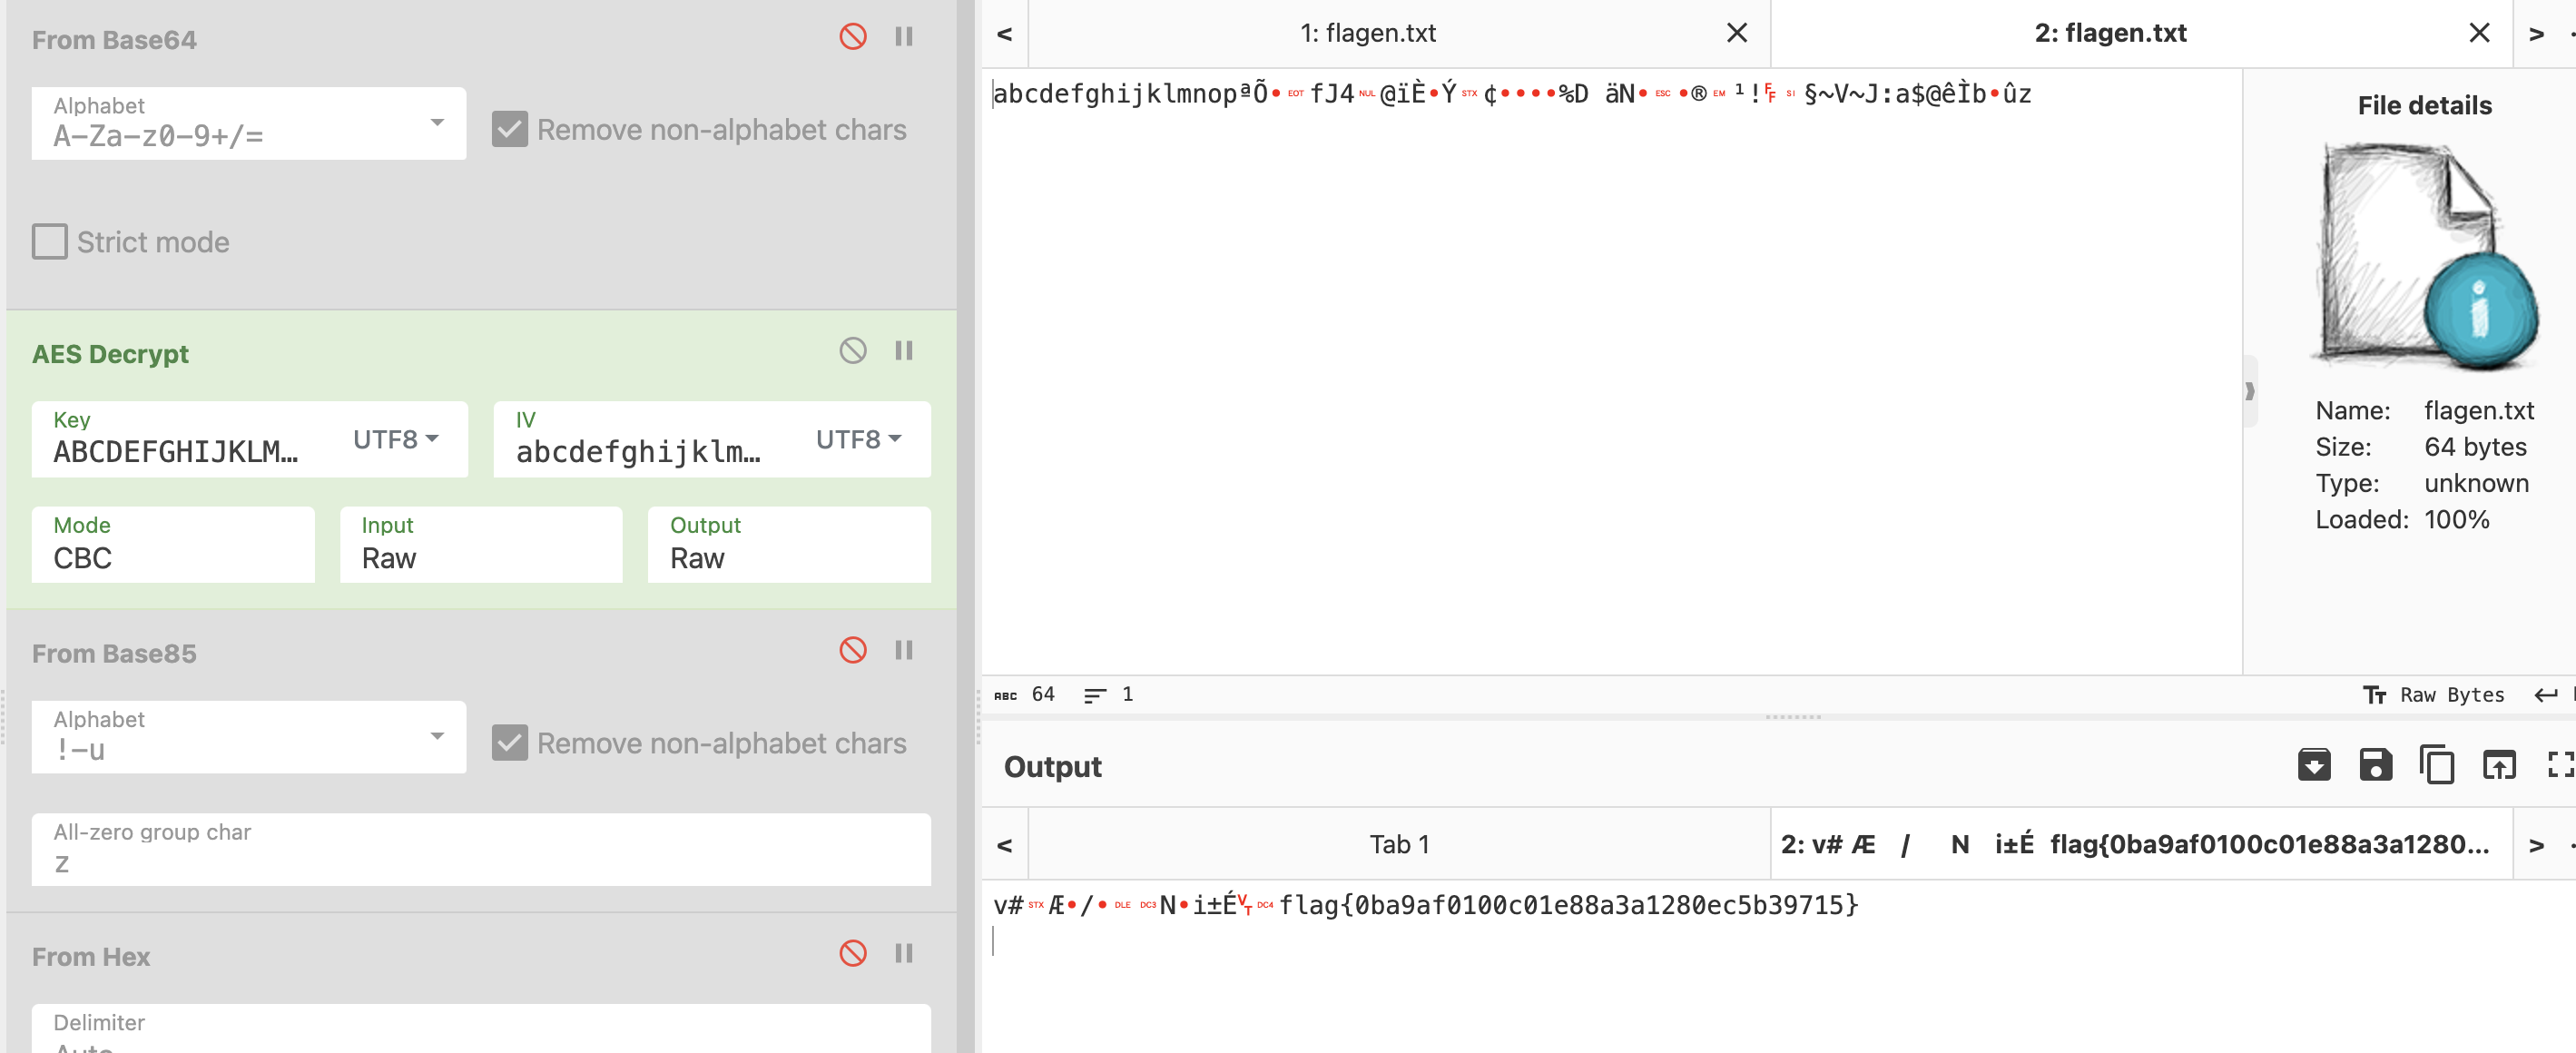 From Base64
Alphabet
A-Za-z0-9+/=
Remove non-alphabet chars
Strict mode
AES Decrypt
Key
ABCDEFGHIJKLM…
UTF8
IV
abcdefghijklm…
UTF8
Mode
CBC
Input
Raw
Output
Raw
From Base85
Alphabet
!-u
Remove non-alphabet chars
All-zero group char
z
From Hex
Delimiter
<
1: flagen.txt
2: flagen.txt
>
abcdefghijklmnopªÕ• EOT fJ4 NUL @ïÈ•Ý STX ¢••••%D äN• ESC •® EM ¹! FF SI §~V~J:a$@êÌb•ûz
File details
Name: flagen.txt
Size: 64 bytes
Type: unknown
Loaded: 100%
ABC 64 1
Raw Bytes
Output
<
Tab 1
2: v# Æ / N i±É flag{0ba9af0100c01e88a3a1280...
>
v# STX Æ•/• DLE DC3 N•i±É VT DC4 flag{0ba9af0100c01e88a3a1280ec5b39715}